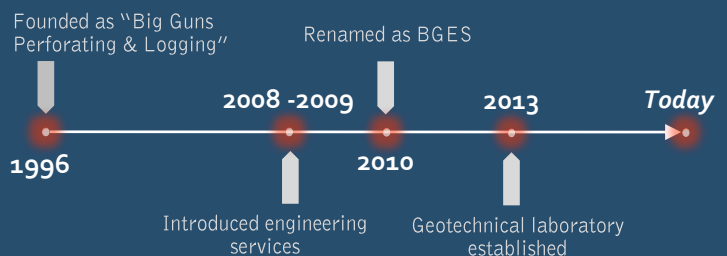 Founded as “Big Guns
Perforating & Logging”
Renamed as BGES
2008 -2009
2013
Today
1996
2010
Introduced engineering
services
Geotechnical laboratory
established